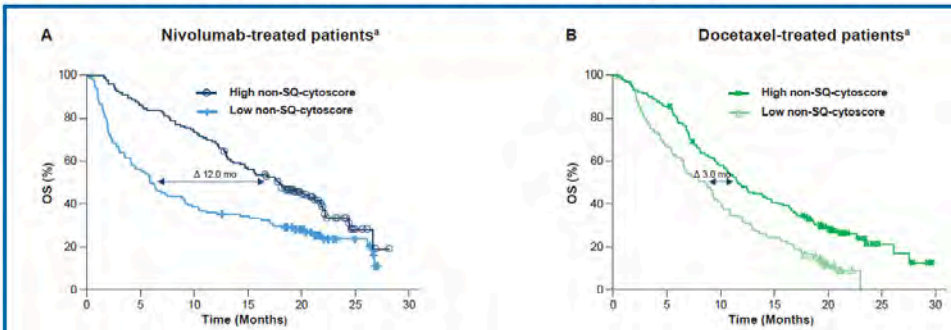 A Nivolumab-treated patientsª
High non-SQ-cytoscore
Low non-SQ-cytoscore
OS (%)
100
80
60
40
20
0
Δ 12.0 mo
0 5 10 15 20 25 30
Time (Months)
B Docetaxel-treated patientsª
High non-SQ-cytoscore
Low non-SQ-cytoscore
OS (%)
100
80
60
40
20
0
Δ 3.0 mo
0 5 10 15 20 25 30
Time (Months)